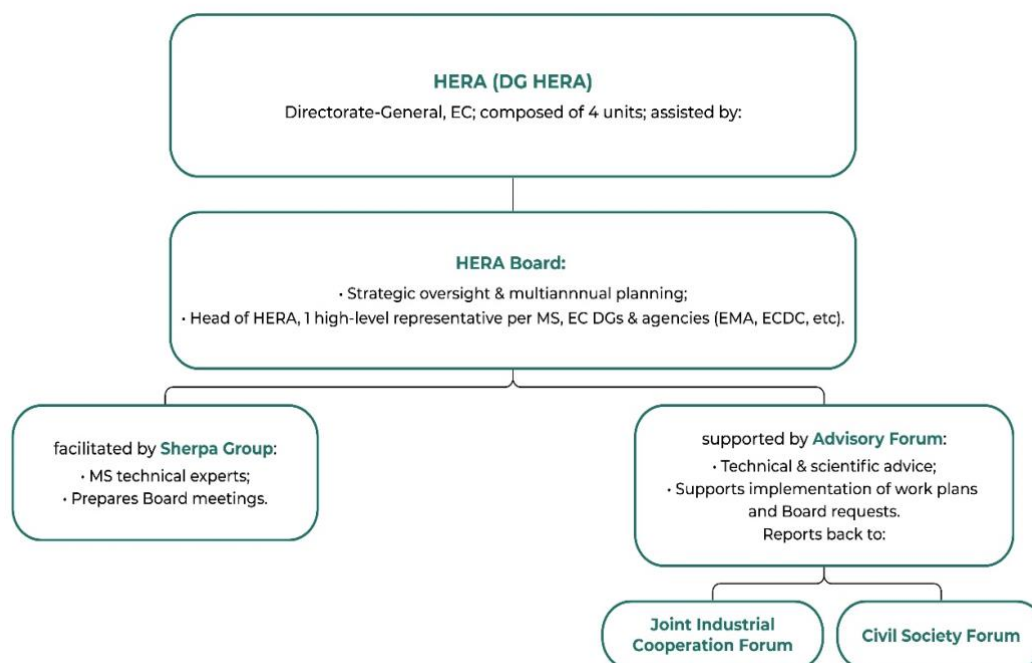 HERA (DG HERA)
Directorate-General, EC; composed of 4 units; assisted by:
HERA Board:
· Strategic oversight & multiannnual planning;
· Head of HERA, 1 high-level representative per MS, EC DGs & agencies (EMA, ECDC, etc).
facilitated by Sherpa Group:
· MS technical experts;
· Prepares Board meetings.
supported by Advisory Forum:
· Technical & scientific advice;
· Supports implementation of work plans
and Board requests.
Reports back to:
Joint Industrial
Cooperation Forum
Civil Society Forum